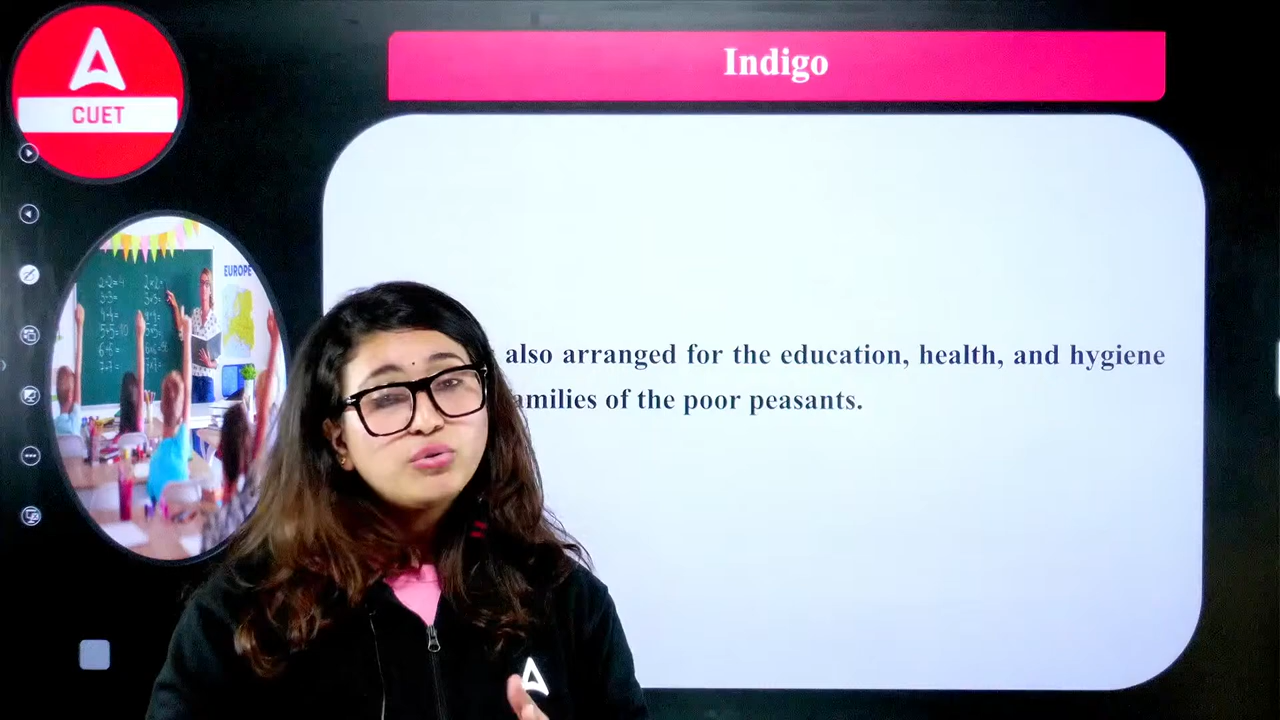 CUET
Indigo
EUROPE
also arranged for the education, health, and hygiene
amilies of the poor peasants.